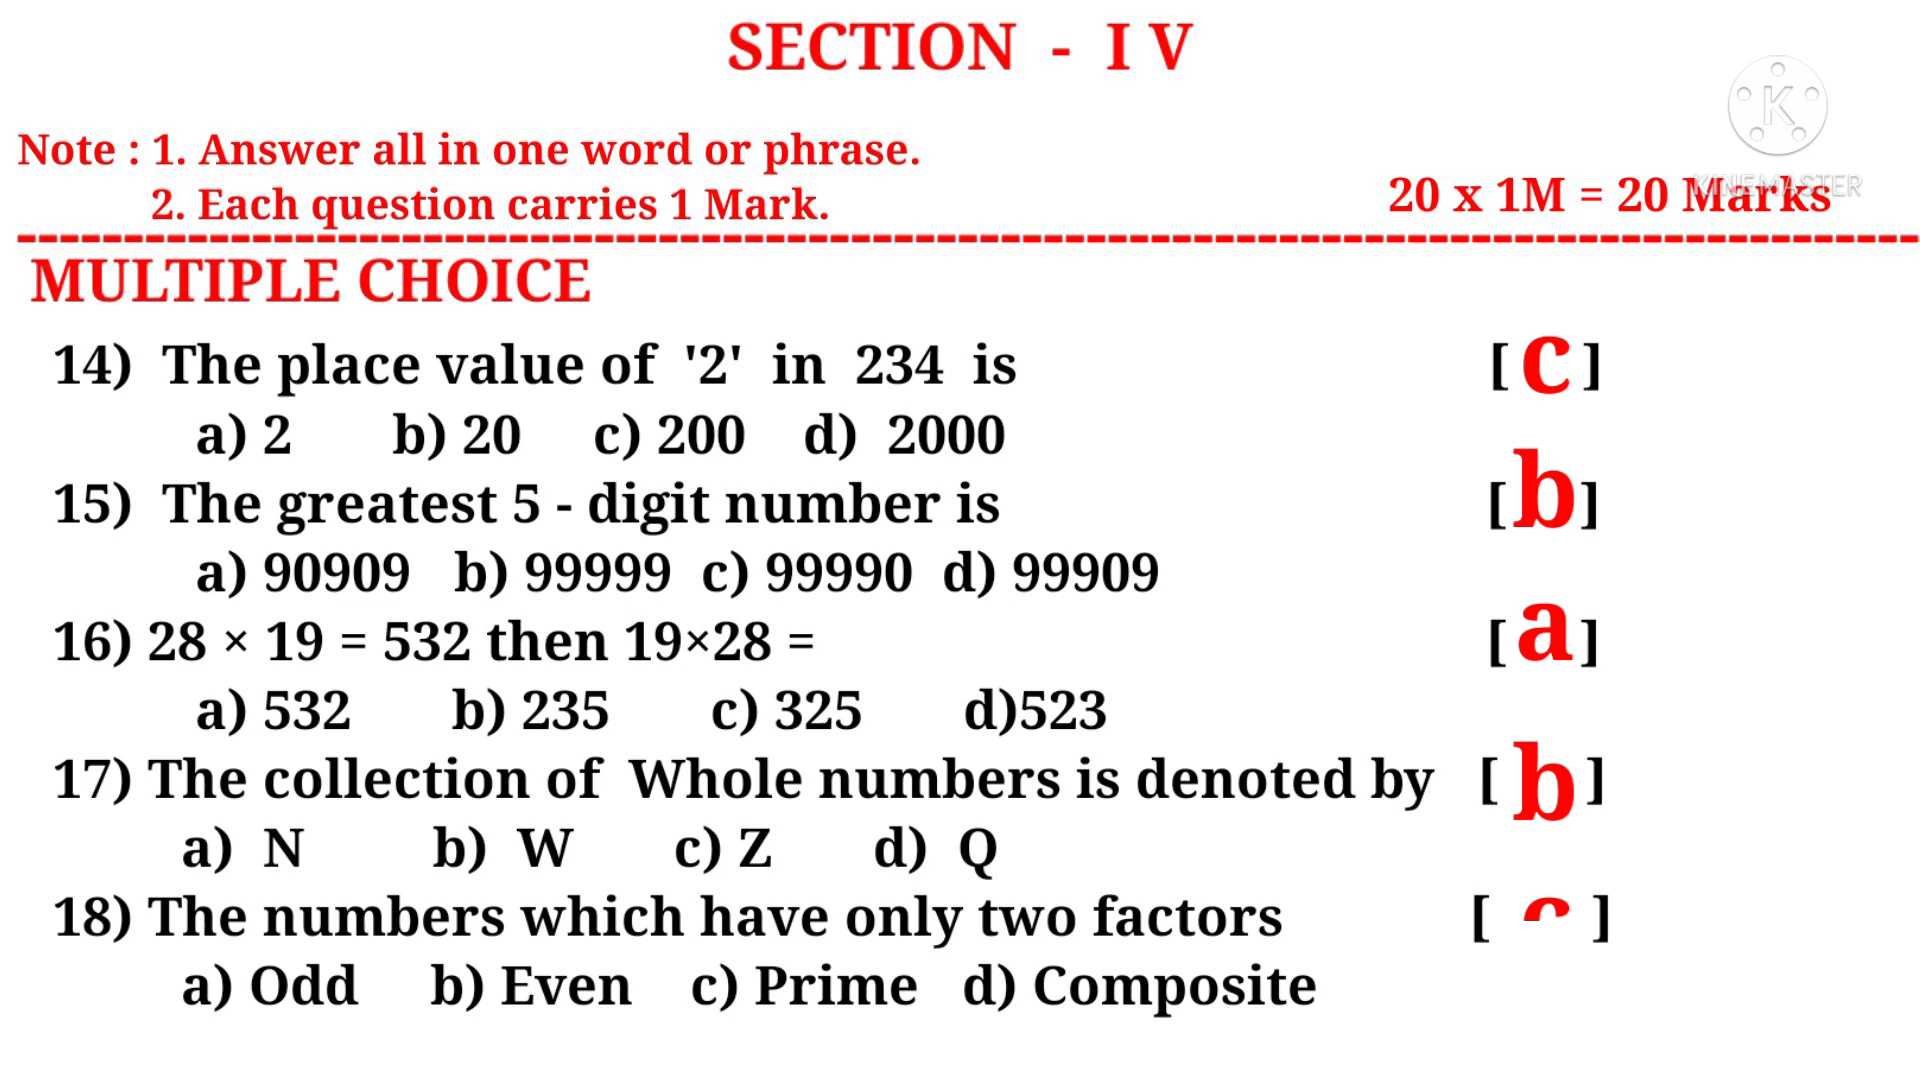 SECTION - I V
Note : 1. Answer all in one word or phrase.
2. Each question carries 1 Mark.
20 x 1M = 20 Marks
KINEMASTER
MULTIPLE CHOICE
14) The place value of '2' in 234 is [ c ]
a) 2 b) 20 c) 200 d) 2000
15) The greatest 5 - digit number is [ b ]
a) 90909 b) 99999 c) 99990 d) 99909
16) 28 × 19 = 532 then 19×28 = [ a ]
a) 532 b) 235 c) 325 d)523
17) The collection of Whole numbers is denoted by [ b ]
a) N b) W c) Z d) Q
18) The numbers which have only two factors [ ]
a) Odd b) Even c) Prime d) Composite